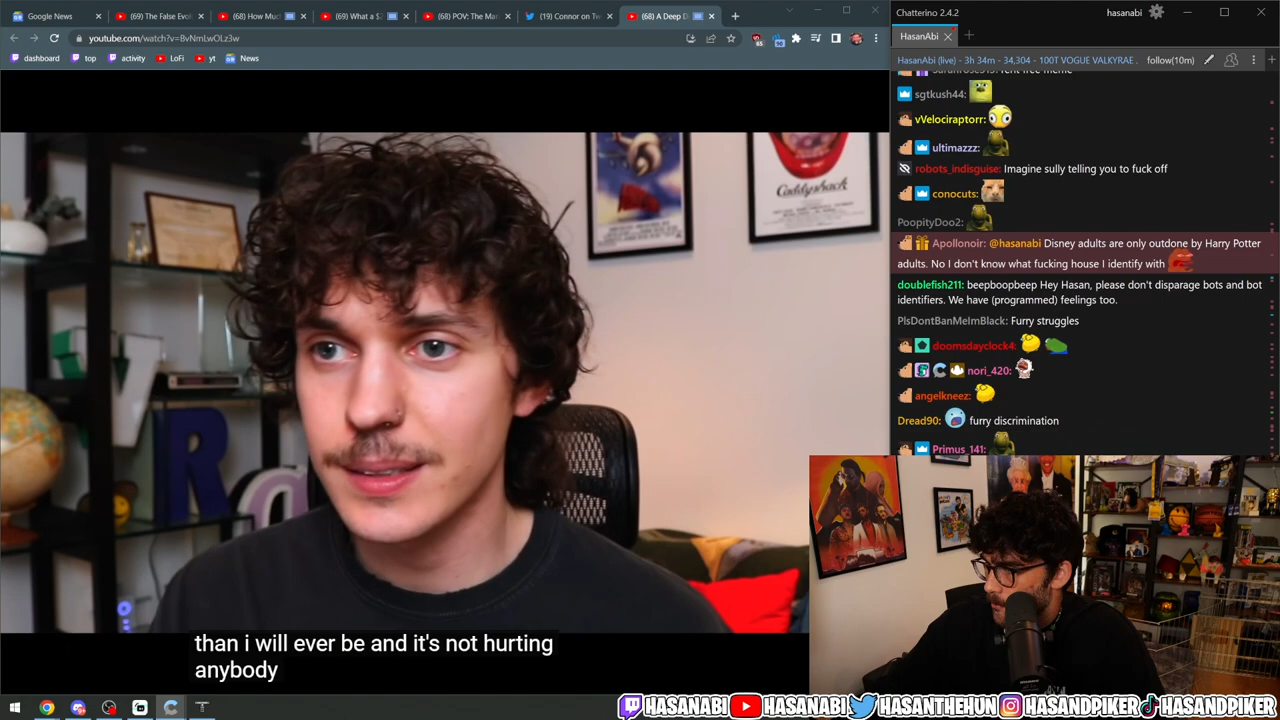 Google News
(69) The False Evol
(68) How Much
(69) What a $
(68) POV: The Man
(19) Connor on Tw
(68) A Deep D
youtube.com/watch?v=8vNmLwOLz3w
dashboard
top
activity
LoFi
yt
News
Caddyshack
than i will ever be and it's not hurting
anybody
Chatterino 2.4.2
hasanabi
HasanAbi
HasanAbi (live) - 3h 34m - 34,304 - 100T VOGUE VALKYRAE .
follow(10m)
sgtkush44:
vVelociraptorr:
ultimazzz:
robots_indisguise: Imagine sully telling you to fuck off
conocuts:
PoopityDoo2:
Apollonoir: @hasanabi Disney adults are only outdone by Harry Potter
adults. No I don't know what fucking house I identify with
doublefish211: beepboopbeep Hey Hasan, please don't disparage bots and bot
identifiers. We have (programmed) feelings too.
PlsDontBanMeImBlack: Furry struggles
doomsdayclock4:
nori_420:
angelkneez:
Dread90: furry discrimination
Primus_141:
HASANABI
HASANABI
HASANTHEHUN
HASANDPIKER
HASANDPIKER